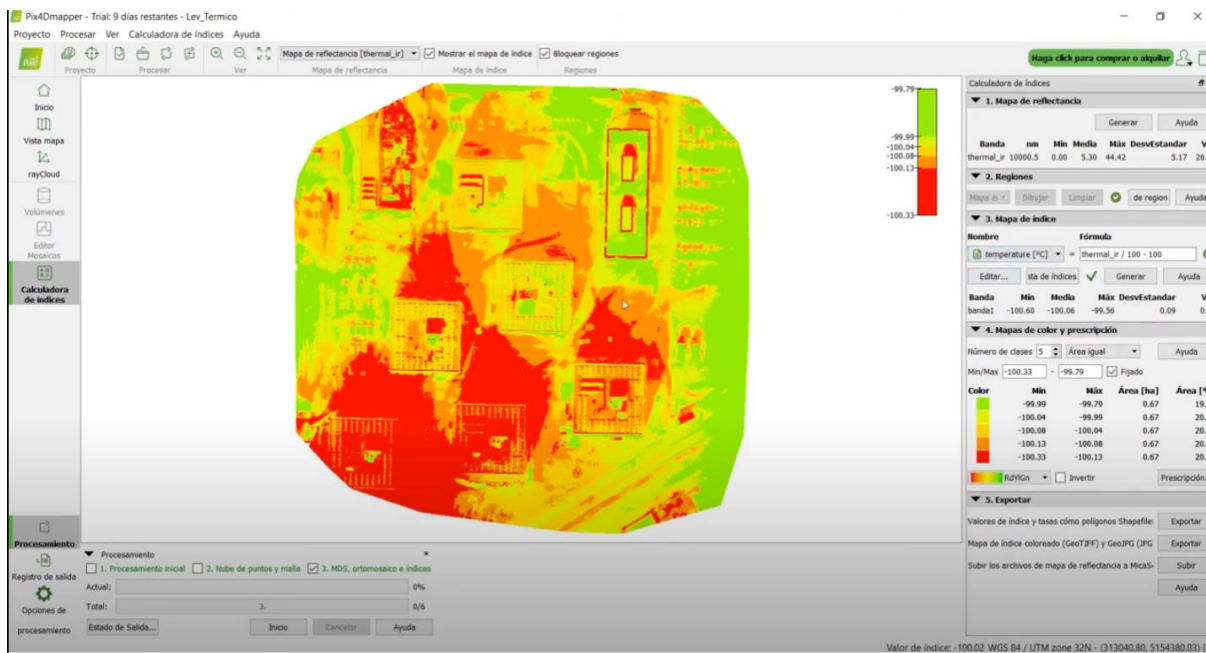 Pix4Dmapper - Trial: 9 días restantes - Lev_Termico
Proyecto Procesar Ver Calculadora de índices Ayuda
Mapa de reflectancia [thermal_ir] Mostrar el mapa de índice Bloquear regiones
Haga click para comprar o alquilar
Proyecto Procesar Ver Mapa de reflectancia Mapa de índice Regiones
Inicio
Vista mapa
rayCloud
Volúmenes
Editor
Mosaicos
Calculadora
de índices
Procesamiento
Registro de salida
Opciones de
procesamiento
-99.79
-99.99
-100.04
-100.08
-100.13
-100.33
Calculadora de índices
1. Mapa de reflectancia
Generar Ayuda
Banda nm Mín Media Máx DesvEstandar V
thermal_ir 10000.5 0.00 5.30 44.42 5.17 26.
2. Regiones
Mapa Dibujar Limpiar de region Ayuda
3. Mapa de índice
Nombre Fórmula
temperature [°C] = thermal_ir / 100 - 100
Editar... sta de índices Generar Ayuda
Banda Mín Media Máx DesvEstandar V
banda1 -100.60 -100.06 -99.56 0.09 0.
4. Mapas de color y prescripción
Número de clases 5 Área igual Ayuda
Min/Max -100.33 - -99.79 Fijado
Color Mín Máx Área [ha] Área [°
-99.99 -99.79 0.67 19.
-100.04 -99.99 0.67 20.
-100.08 -100.04 0.67 20.
-100.13 -100.08 0.67 20.
-100.33 -100.13 0.67 20.
RdYlGn Invertir Prescripción.
5. Exportar
Valores de índice y tasas cómo polígonos Shapefile Exportar
Mapa de índice coloreado (GeoTIFF) y GeoJPG (JPG Exportar
Subir los archivos de mapa de reflectancia a MicaS Subir
Ayuda
Procesamiento
1. Procesamiento inicial 2. Nube de puntos y malla 3. MDS, ortomosaico e índices
Actual: 0%
Total: 3. 0/6
Estado de Salida... Inicio Cancelar Ayuda
Valor de índice: -100.02 WGS 84 / UTM zone 32N - (313040.80, 5154380.03) [